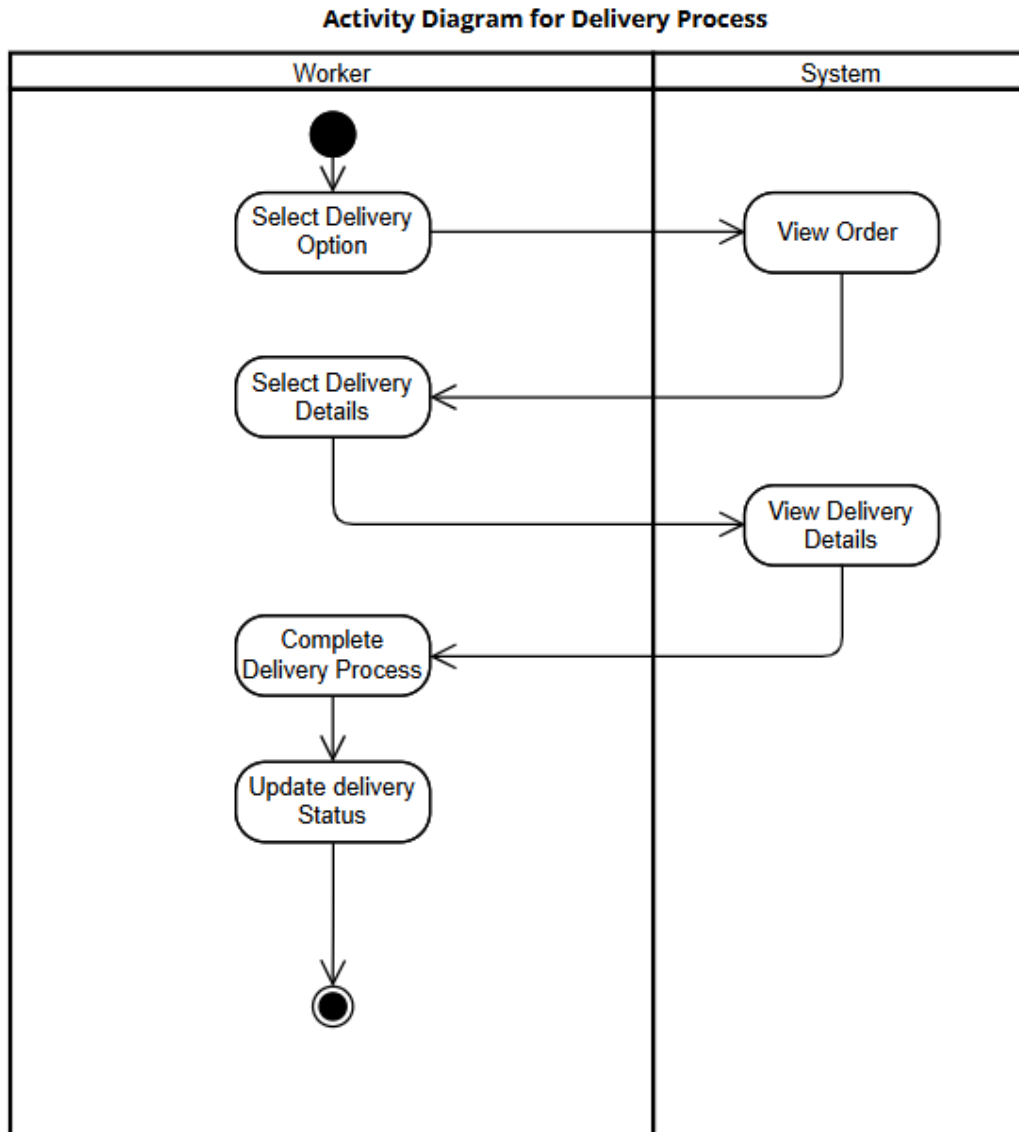 Activity Diagram for Delivery Process
Worker
System
Select Delivery
Option
View Order
Select Delivery
Details
View Delivery
Details
Complete
Delivery Process
Update delivery
Status